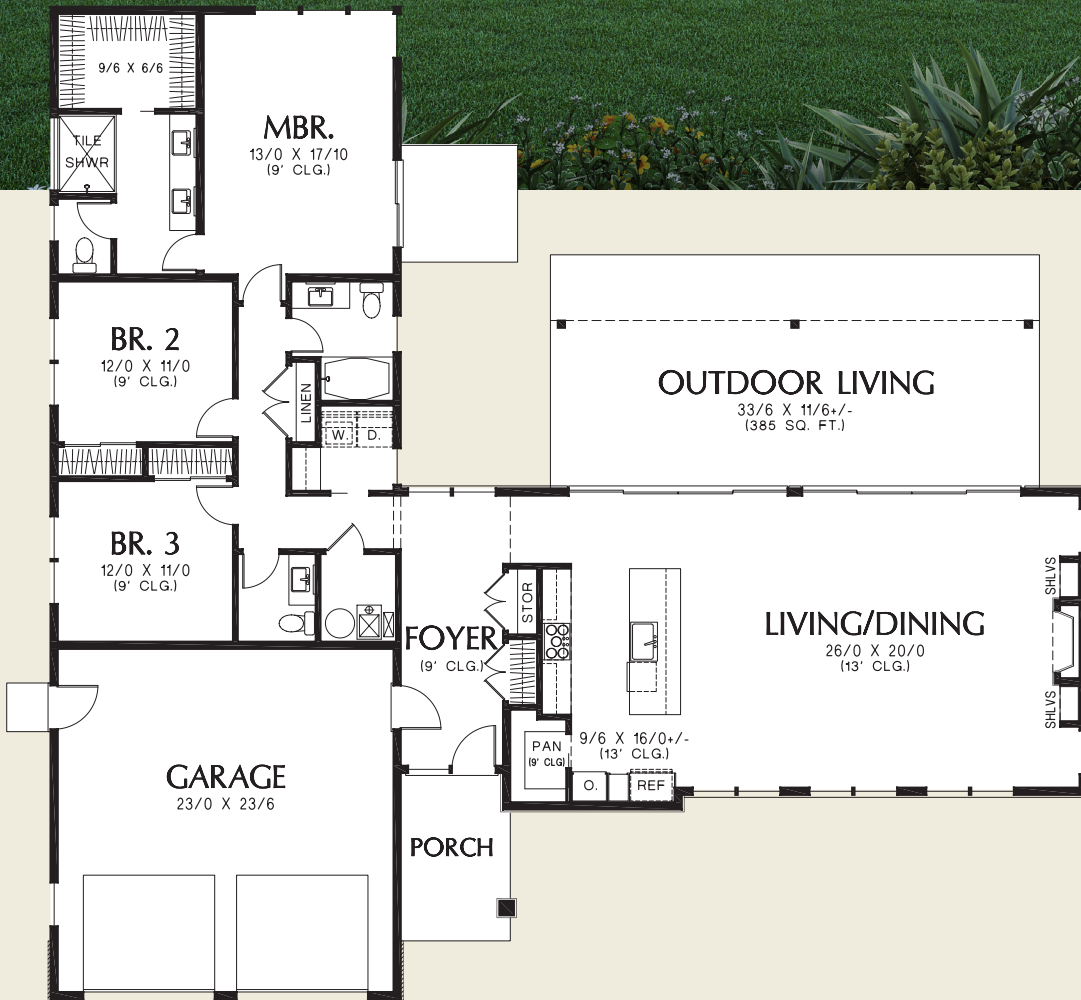 9/6 X 6/6
TILE
SHWR
MBR.
13/0 X 17/10
(9' CLG.)
BR. 2
12/0 X 11/0
(9' CLG.)
LINEN
W. D.
OUTDOOR LIVING
33/6 X 11/6+/-
(385 SQ. FT.)
BR. 3
12/0 X 11/0
(9' CLG.)
FOYER
(9' CLG.)
STOR
LIVING/DINING
26/0 X 20/0
(13' CLG.)
SHLVS
SHLVS
PAN
(9' CLG)
9/6 X 16/0+/-
(13' CLG.)
O.
REF
GARAGE
23/0 X 23/6
PORCH